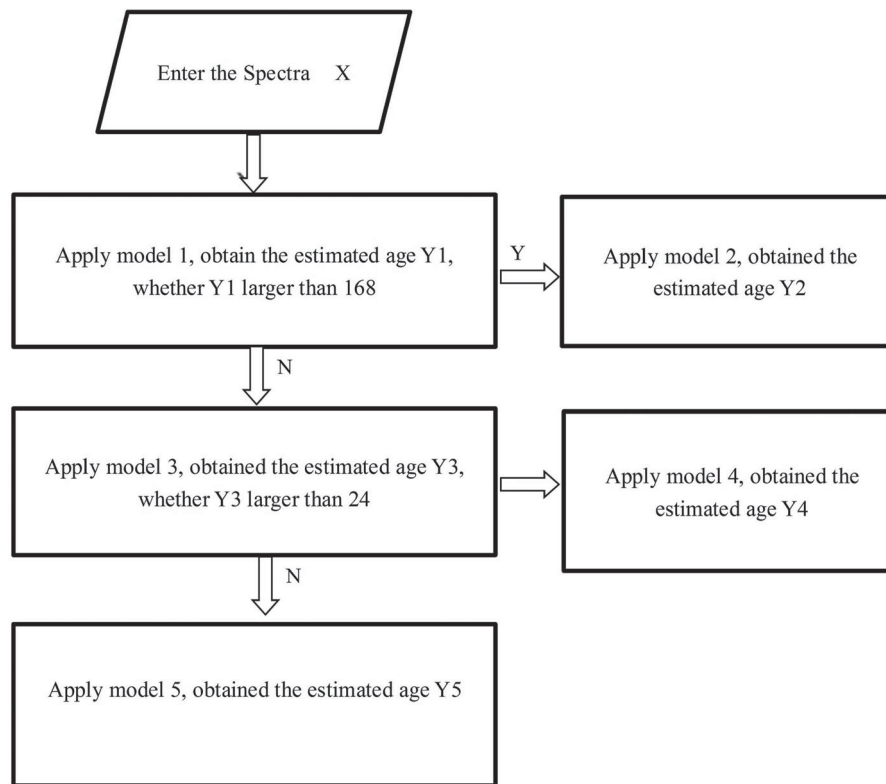 Enter the Spectra X
Apply model 1, obtain the estimated age Y1,
whether Y1 larger than 168
Y
Apply model 2, obtained the
estimated age Y2
N
Apply model 3, obtained the estimated age Y3,
whether Y3 larger than 24
Apply model 4, obtained the
estimated age Y4
N
Apply model 5, obtained the estimated age Y5